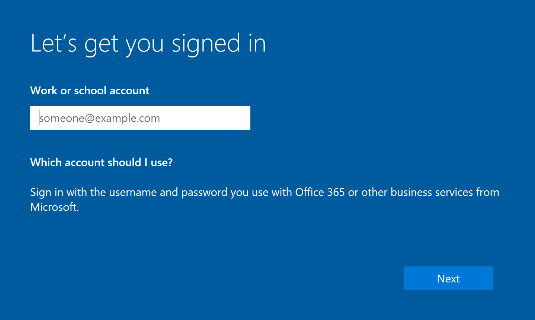 Let's get you signed in
Work or school account
someone@example.com
Which account should I use?
Sign in with the username and password you use with Office 365 or other business services from
Microsoft.
Next